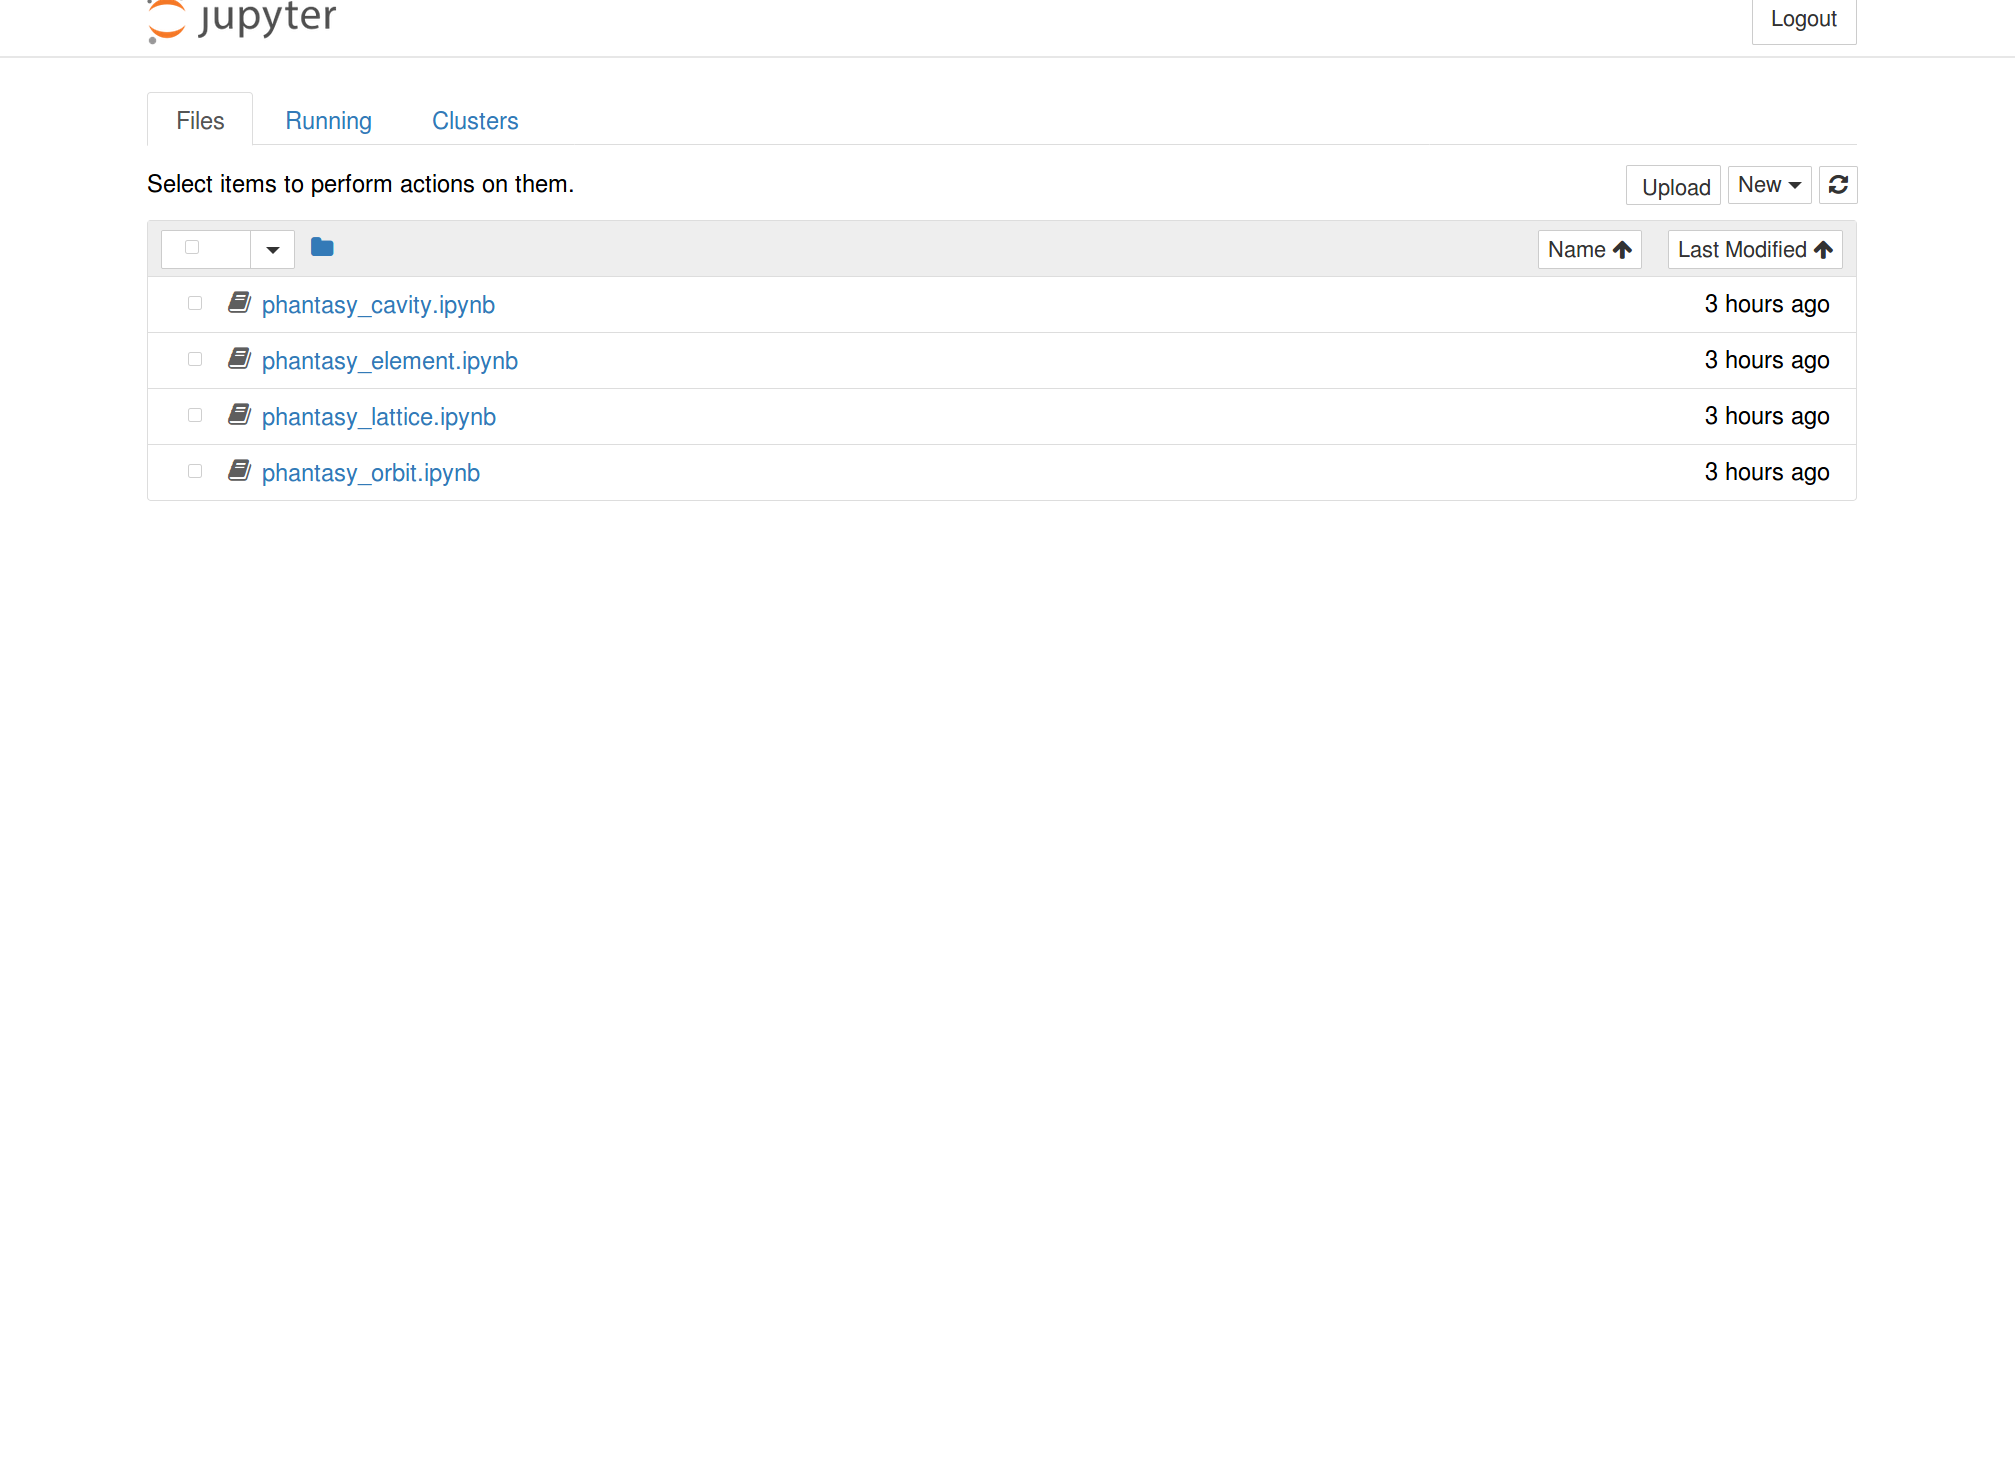 jupyter
Logout
Files Running Clusters
Select items to perform actions on them.
Upload New
Name Last Modified
phantasy_cavity.ipynb 3 hours ago
phantasy_element.ipynb 3 hours ago
phantasy_lattice.ipynb 3 hours ago
phantasy_orbit.ipynb 3 hours ago